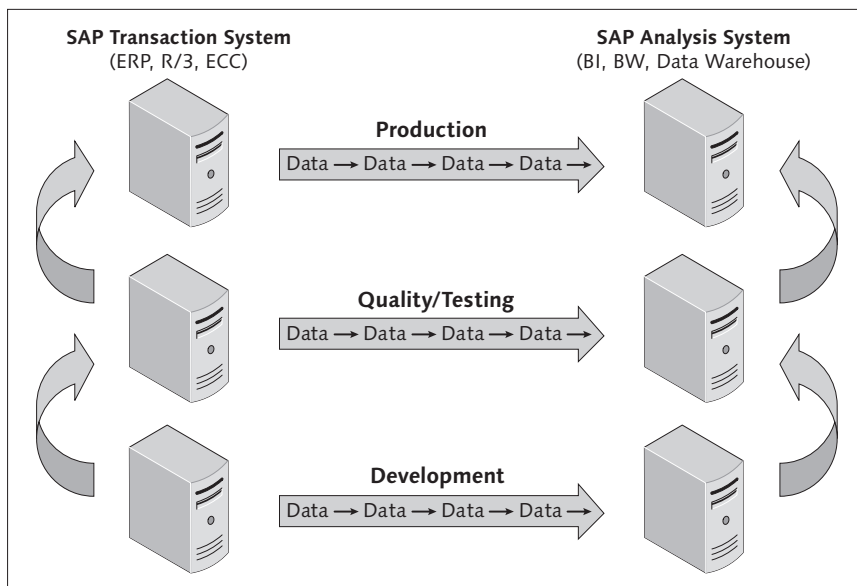 SAP Transaction System
(ERP, R/3, ECC)
SAP Analysis System
(BI, BW, Data Warehouse)
Production
Data → Data → Data → Data →
Quality/Testing
Data → Data → Data → Data →
Development
Data → Data → Data → Data →